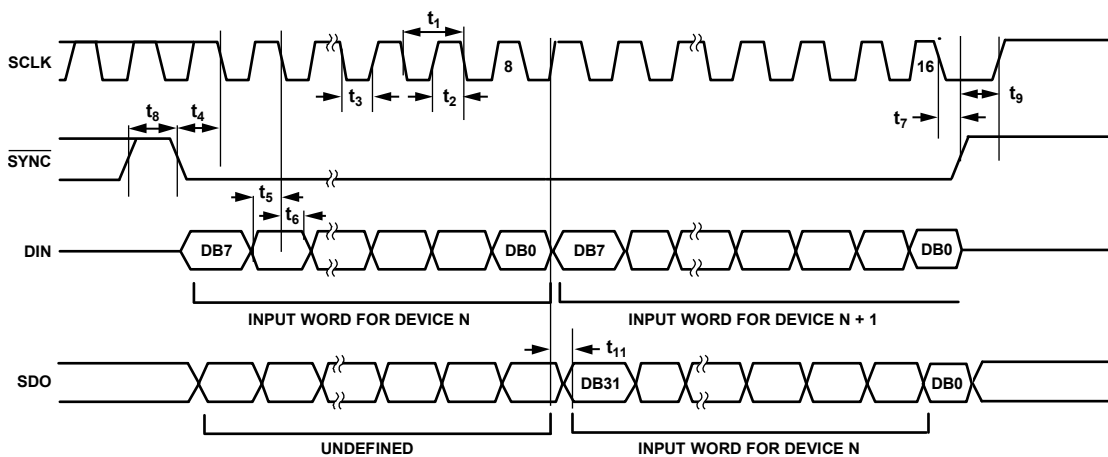 t1
SCLK
8
16
t3
t2
t9
t8
t4
t7
SYNC
t5
t6
DIN
DB7
DB0
DB7
DB0
INPUT WORD FOR DEVICE N
INPUT WORD FOR DEVICE N + 1
t11
SDO
DB31
DB0
UNDEFINED
INPUT WORD FOR DEVICE N